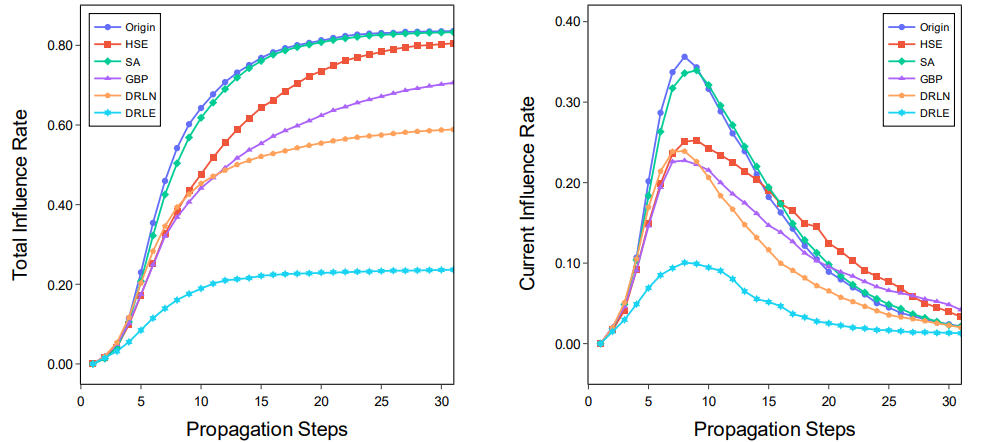 Total Influence Rate
0.80
0.60
0.40
0.20
0.00
Origin
HSE
SA
GBP
DRLN
DRLE
0 5 10 15 20 25 30
Propagation Steps
Current Influence Rate
0.40
0.30
0.20
0.10
0.00
Origin
HSE
SA
GBP
DRLN
DRLE
0 5 10 15 20 25 30
Propagation Steps